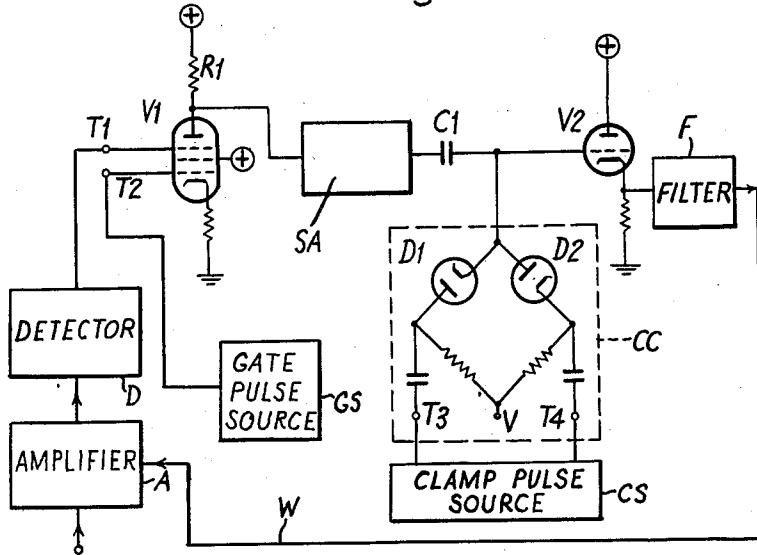 R1
V1
T1
T2
SA
C1
V2
F
FILTER
D1
D2
CC
DETECTOR
D
GATE
PULSE
SOURCE
GS
T3
V
T4
AMPLIFIER
A
CLAMP PULSE
SOURCE
CS
W